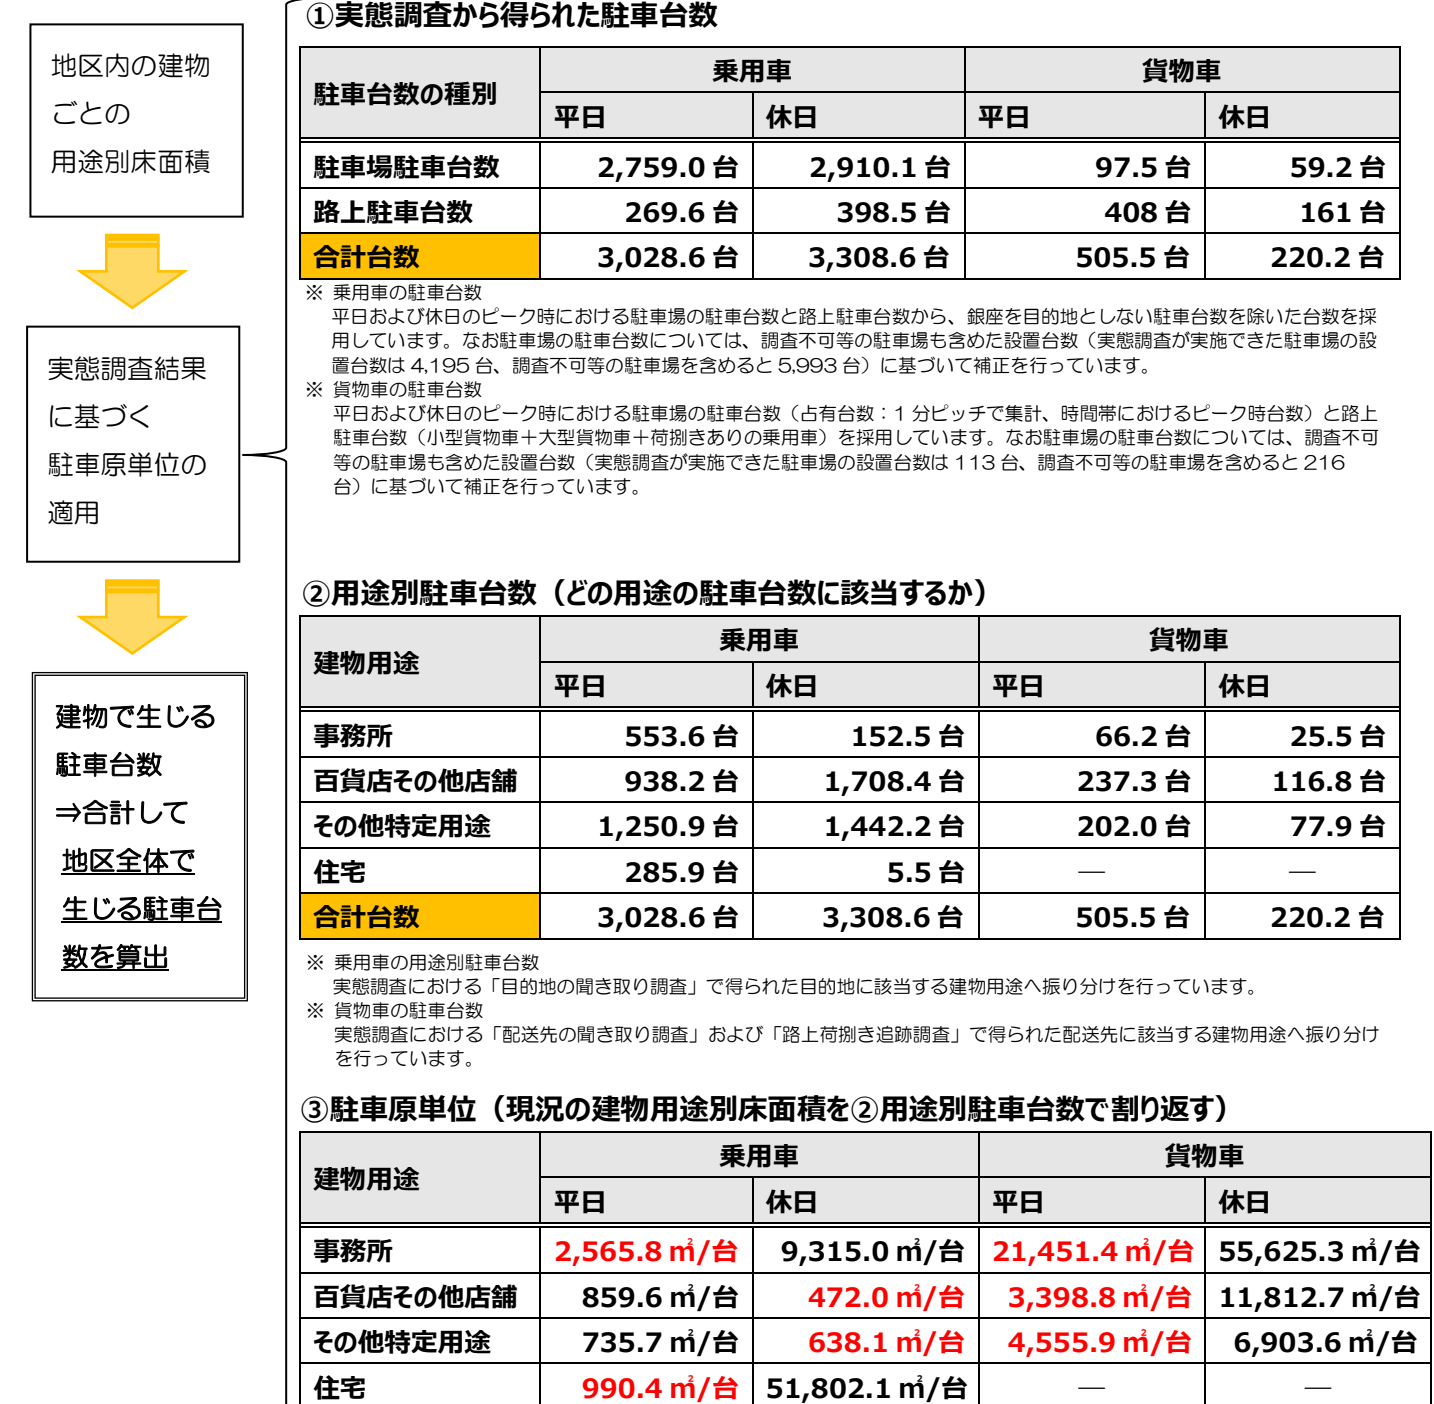 地区内の建物
ごとの
用途別床面積
実態調査結果
に基づく
駐車原単位の
適用
建物で生じる
駐車台数
⇒合計して
地区全体で
生じる駐車台
数を算出
①実態調査から得られた駐車台数
駐車台数の種別 乗用車 貨物車
平日 休日 平日 休日
駐車場駐車台数 2,759.0 台 2,910.1 台 97.5 台 59.2 台
路上駐車台数 269.6 台 398.5 台 408 台 161 台
合計台数 3,028.6 台 3,308.6 台 505.5 台 220.2 台
※ 乗用車の駐車台数
平日および休日のピーク時における駐車場の駐車台数と路上駐車台数から、銀座を目的地としない駐車台数を除いた台数を採
用しています。なお駐車場の駐車台数については、調査不可等の駐車場も含めた設置台数（実態調査が実施できた駐車場の設
置台数は 4,195 台、調査不可等の駐車場を含めると 5,993 台）に基づいて補正を行っています。
※ 貨物車の駐車台数
平日および休日のピーク時における駐車場の駐車台数（占有台数：1 分ピッチで集計、時間帯におけるピーク時台数）と路上
駐車台数（小型貨物車＋大型貨物車＋荷捌きありの乗用車）を採用しています。なお駐車場の駐車台数については、調査不可
等の駐車場も含めた設置台数（実態調査が実施できた駐車場の設置台数は 113 台、調査不可等の駐車場を含めると 216
台）に基づいて補正を行っています。
②用途別駐車台数（どの用途の駐車台数に該当するか）
建物用途 乗用車 貨物車
平日 休日 平日 休日
事務所 553.6 台 152.5 台 66.2 台 25.5 台
百貨店その他店舗 938.2 台 1,708.4 台 237.3 台 116.8 台
その他特定用途 1,250.9 台 1,442.2 台 202.0 台 77.9 台
住宅 285.9 台 5.5 台 ― ―
合計台数 3,028.6 台 3,308.6 台 505.5 台 220.2 台
※ 乗用車の用途別駐車台数
実態調査における「目的地の聞き取り調査」で得られた目的地に該当する建物用途へ振り分けを行っています。
※ 貨物車の駐車台数
実態調査における「配送先の聞き取り調査」および「路上荷捌き追跡調査」で得られた配送先に該当する建物用途へ振り分け
を行っています。
③駐車原単位（現況の建物用途別床面積を②用途別駐車台数で割り返す）
建物用途 乗用車 貨物車
平日 休日 平日 休日
事務所 2,565.8 ㎡/台 9,315.0 ㎡/台 21,451.4 ㎡/台 55,625.3 ㎡/台
百貨店その他店舗 859.6 ㎡/台 472.0 ㎡/台 3,398.8 ㎡/台 11,812.7 ㎡/台
その他特定用途 735.7 ㎡/台 638.1 ㎡/台 4,555.9 ㎡/台 6,903.6 ㎡/台
住宅 990.4 ㎡/台 51,802.1 ㎡/台 ― ―